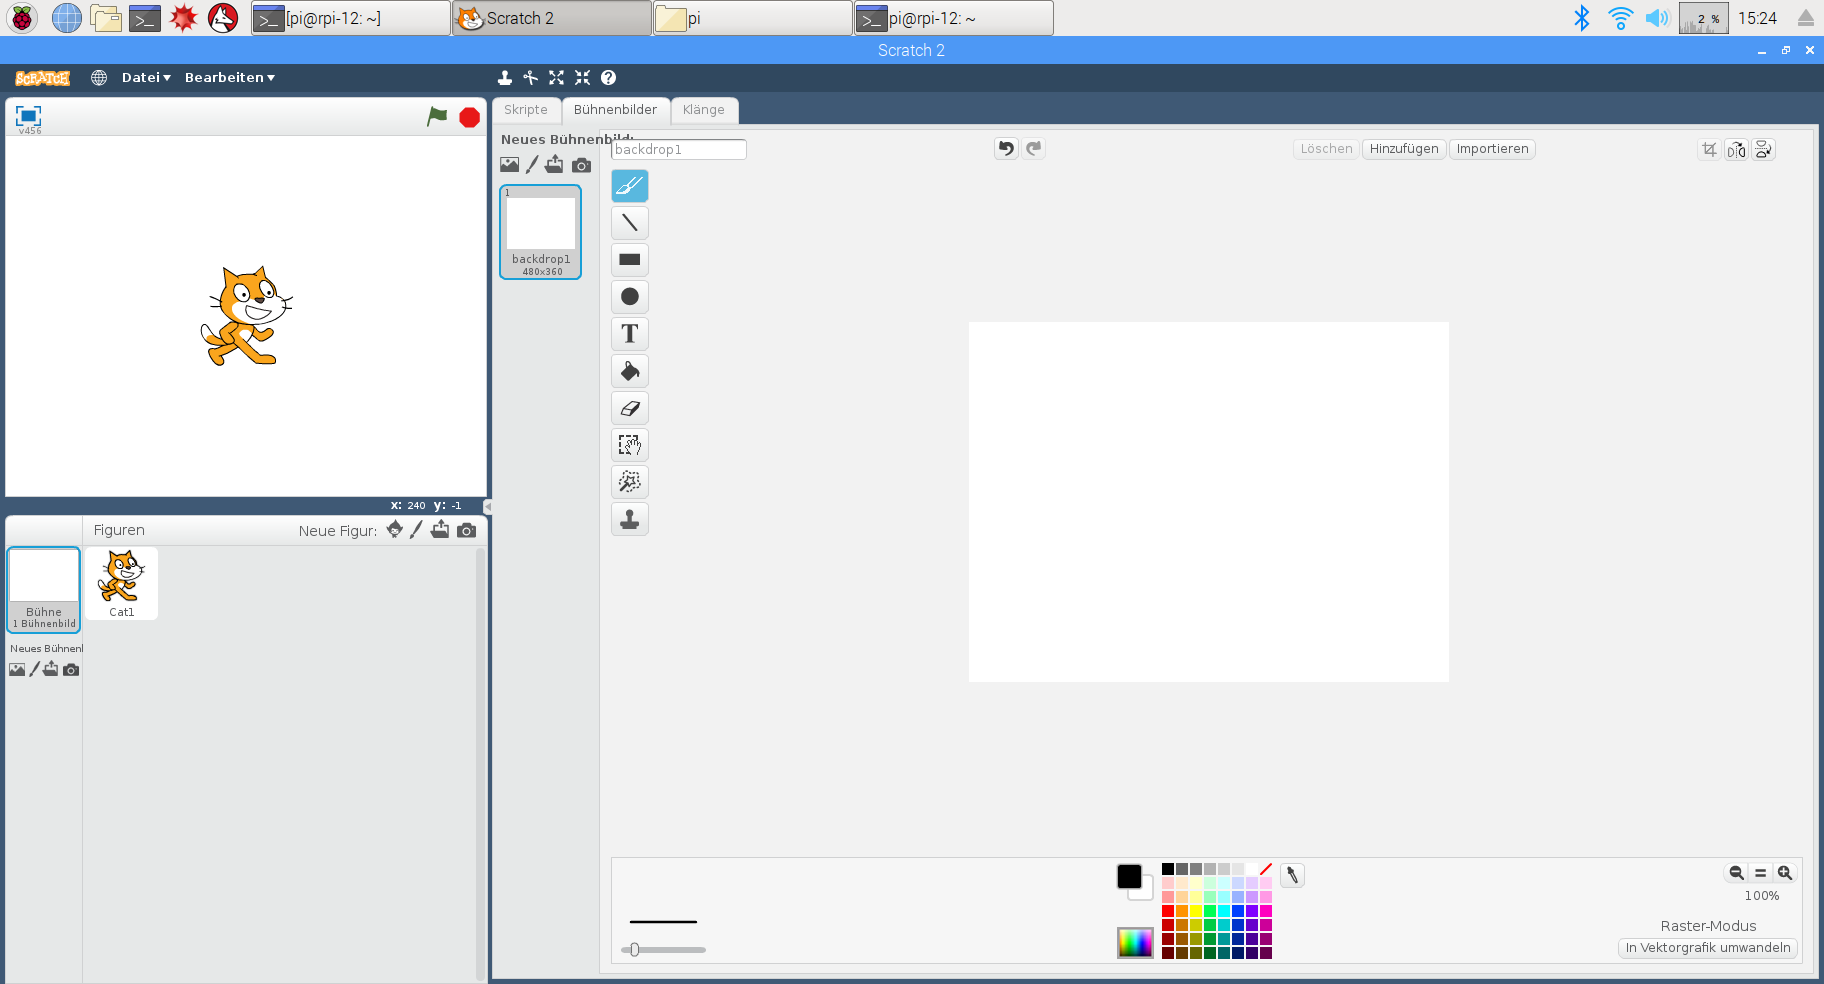 [pi@rpi-12: ~]
Scratch 2
pi
pi@rpi-12: ~
2 %
15:24
Scratch 2
SCRATCH
Datei
Bearbeiten
v456
Skripte
Bühnenbilder
Klänge
Neues Bühnenbild:
backdrop1
Löschen
Hinzufügen
Importieren
1
backdrop1
480x360
T
x: 240 y: -1
Figuren
Neue Figur:
Bühne
1 Bühnenbild
Cat1
Neues Bühnen
100%
Raster-Modus
In Vektorgrafik umwandeln